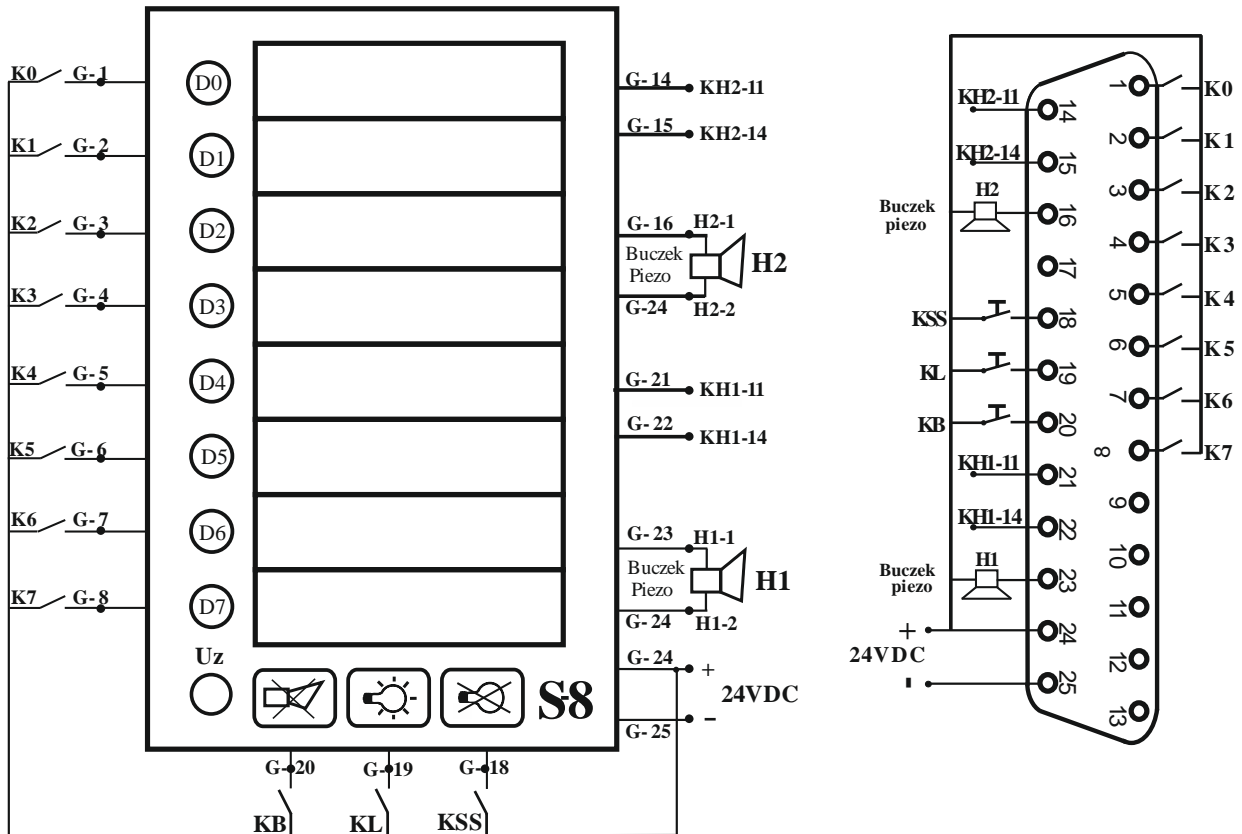 K0 G-1 D0 G-14 KH2-11
G-15 KH2-14
K1 G-2 D1
K2 G-3 D2 G-16 H2-1
Buczek
Piezo
H2
G-24 H2-2
K3 G-4 D3
K4 G-5 D4 G-21 KH1-11
G-22 KH1-14
K5 G-6 D5
K6 G-7 D6 G-23 H1-1
Buczek
Piezo
H1
G-24 H1-2
K7 G-8 D7
Uz
S-8
G-24 +
24VDC
G-25 -
G-20 G-19 G-18
KB KL KSS
1 K0
KH2-11 14
2 K1
KH2-14 15
3 K2
Buczek
piezo
H2 16
4 K3
17
5 K4
KSS 18
6 K5
KL 19
7 K6
KB 20
8 K7
KH1-11 21
9
KH1-14 22
10
Buczek
piezo
H1 23
11
+ 24
24VDC
12
- 25
13